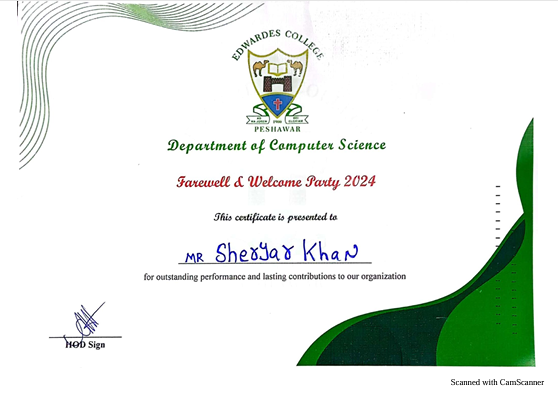 EDWARDES COLLEGE
PESHAWAR
Department of Computer Science
Farewell & Welcome Party 2024
This certificate is presented to
MR Sheryar Khan
for outstanding performance and lasting contributions to our organization
HOD Sign
Scanned with CamScanner